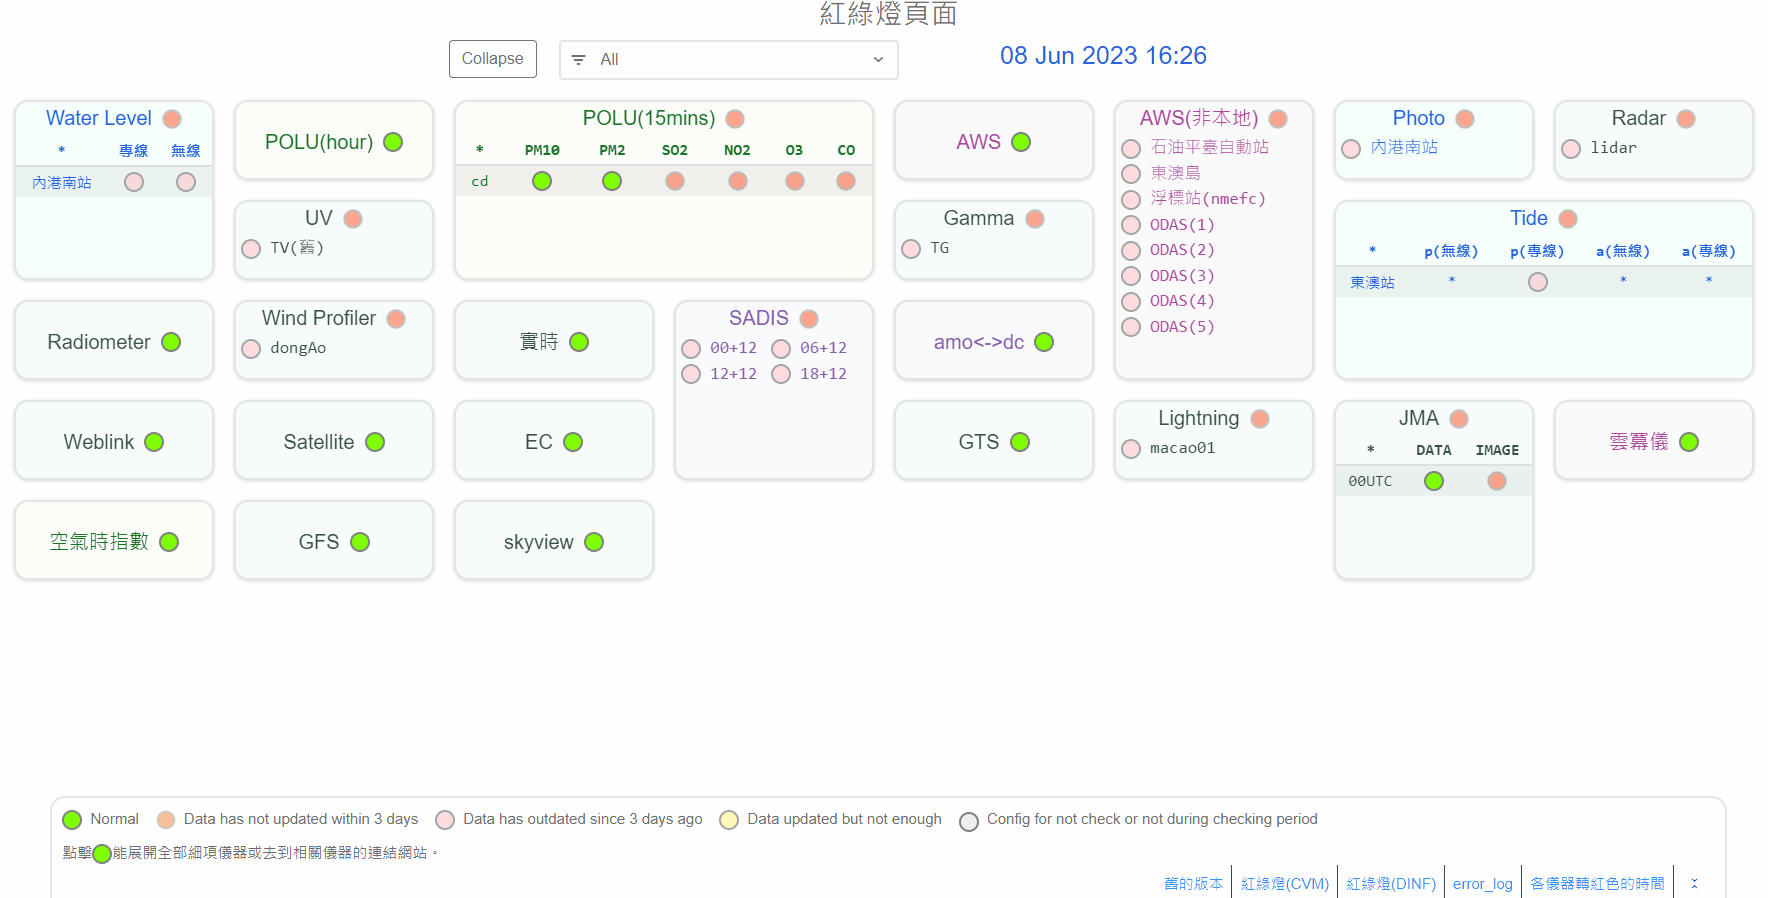 紅綠燈頁面
Collapse
All
08 Jun 2023 16:26
Water Level
* 專線 無線
內港南站
POLU(hour)
POLU(15mins)
* PM10 PM2 SO2 NO2 O3 CO
cd
AWS
AWS(非本地)
石油平臺自動站
東澳島
浮標站(nmefc)
ODAS(1)
ODAS(2)
ODAS(3)
ODAS(4)
ODAS(5)
Photo
內港南站
Radar
lidar
UV
TV(舊)
Gamma
TG
Tide
* p(無線) p(專線) a(無線) a(專線)
東澳站 * * *
Radiometer
Wind Profiler
dongAo
實時
SADIS
00+12 06+12
12+12 18+12
amo<->dc
Weblink
Satellite
EC
GTS
Lightning
macao01
JMA
* DATA IMAGE
00UTC
雲冪儀
空氣時指數
GFS
skyview
Normal Data has not updated within 3 days Data has outdated since 3 days ago Data updated but not enough Config for not check or not during checking period
點擊能展開全部細項儀器或去到相關儀器的連結網站。
舊的版本 紅綠燈(CVM) 紅綠燈(DINF) error_log 各儀器轉紅色的時間